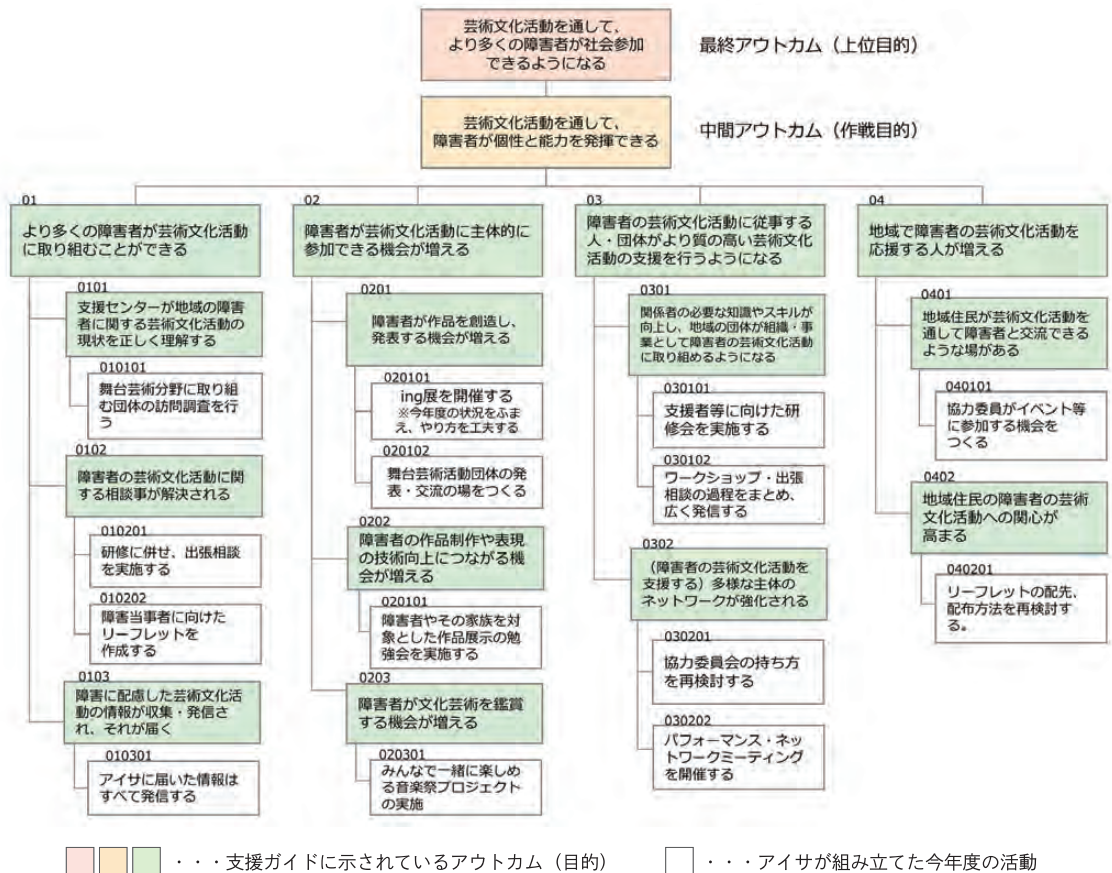 芸術文化活動を通して、
より多くの障害者が社会参加
できるようになる
最終アウトカム（上位目的）
芸術文化活動を通して、
障害者が個性と能力を発揮できる
中間アウトカム（作戦目的）
01
より多くの障害者が芸術文化活動
に取り組むことができる
0101
支援センターが地域の障害
者に関する芸術文化活動の
現状を正しく理解する
010101
舞台芸術分野に取り組
む団体の訪問調査を行
う
0102
障害者の芸術文化活動に関
する相談事が解決される
010201
研修に併せ、出張相談
を実施する
010202
障害当事者に向けた
リーフレットを
作成する
0103
障害に配慮した芸術文化活
動の情報が収集・発信さ
れ、それが届く
010301
アイサに届いた情報は
すべて発信する
02
障害者が芸術文化活動に主体的に
参加できる機会が増える
0201
障害者が作品を創造し、
発表する機会が増える
020101
ing展を開催する
※今年度の状況をふま
え、やり方を工夫する
020102
舞台芸術活動団体の発
表・交流の場をつくる
0202
障害者の作品制作や表現
の技術向上につながる機
会が増える
020101
障害者やその家族を対
象とした作品展示の勉
強会を実施する
0203
障害者が文化芸術を鑑賞
する機会が増える
020301
みんなで一緒に楽しめ
る音楽祭プロジェクト
の実施
03
障害者の芸術文化活動に従事する
人・団体がより質の高い芸術文化
活動の支援を行うようになる
0301
関係者の必要な知識やスキルが
向上し、地域の団体が組織・事
業として障害者の芸術文化活動
に取り組めるようになる
030101
支援者等に向けた研
修会を実施する
030102
ワークショップ・出張
相談の過程をまとめ、
広く発信する
0302
（障害者の芸術文化活動を
支援する）多様な主体の
ネットワークが強化される
030201
協力委員会の持ち方
を再検討する
030202
パフォーマンス・ネッ
トワークミーティング
を開催する
04
地域で障害者の芸術文化活動を
応援する人が増える
0401
地域住民が芸術文化活動を
通して障害者と交流できる
ような場がある
040101
協力委員がイベント等
に参加する機会を
つくる
0402
地域住民の障害者の芸術
文化活動への関心が
高まる
040201
リーフレットの配先、
配布方法を再検討す
る。
・・・支援ガイドに示されているアウトカム（目的）
・・・アイサが組み立てた今年度の活動